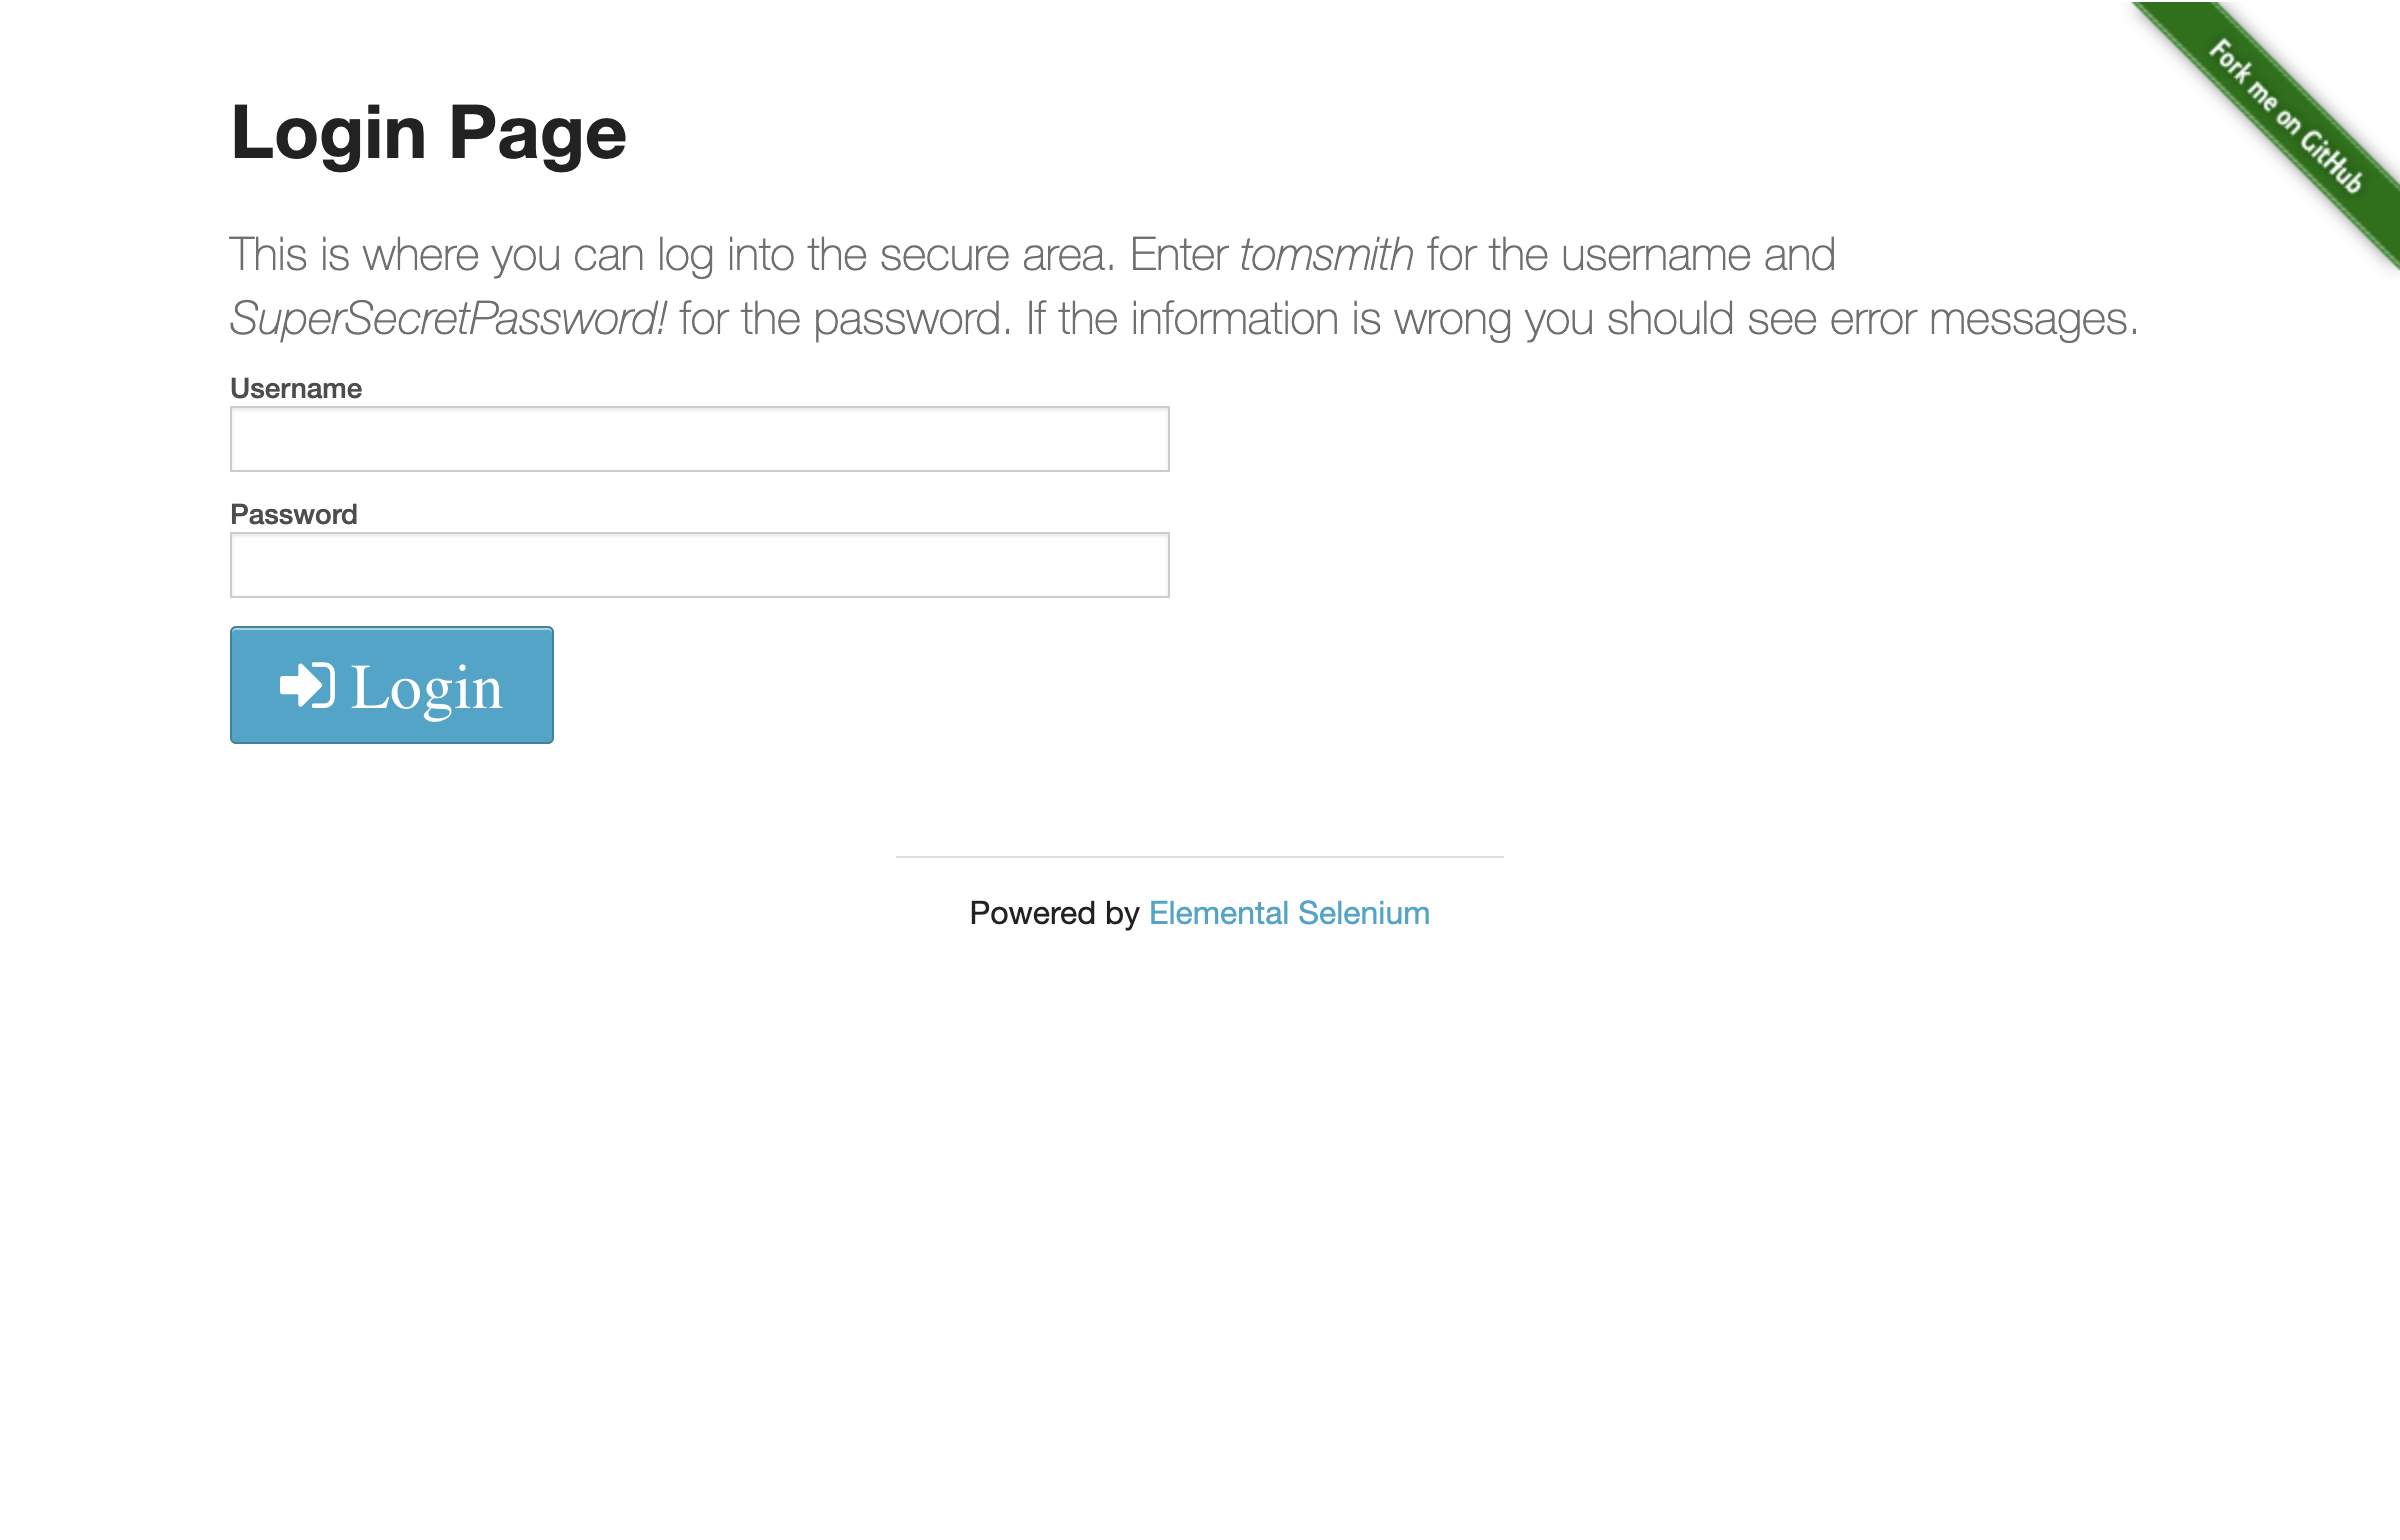 Fork me on GitHub
Login Page
This is where you can log into the secure area. Enter tomsmith for the username and
SuperSecretPassword! for the password. If the information is wrong you should see error messages.
Username
Password
Login
Powered by Elemental Selenium